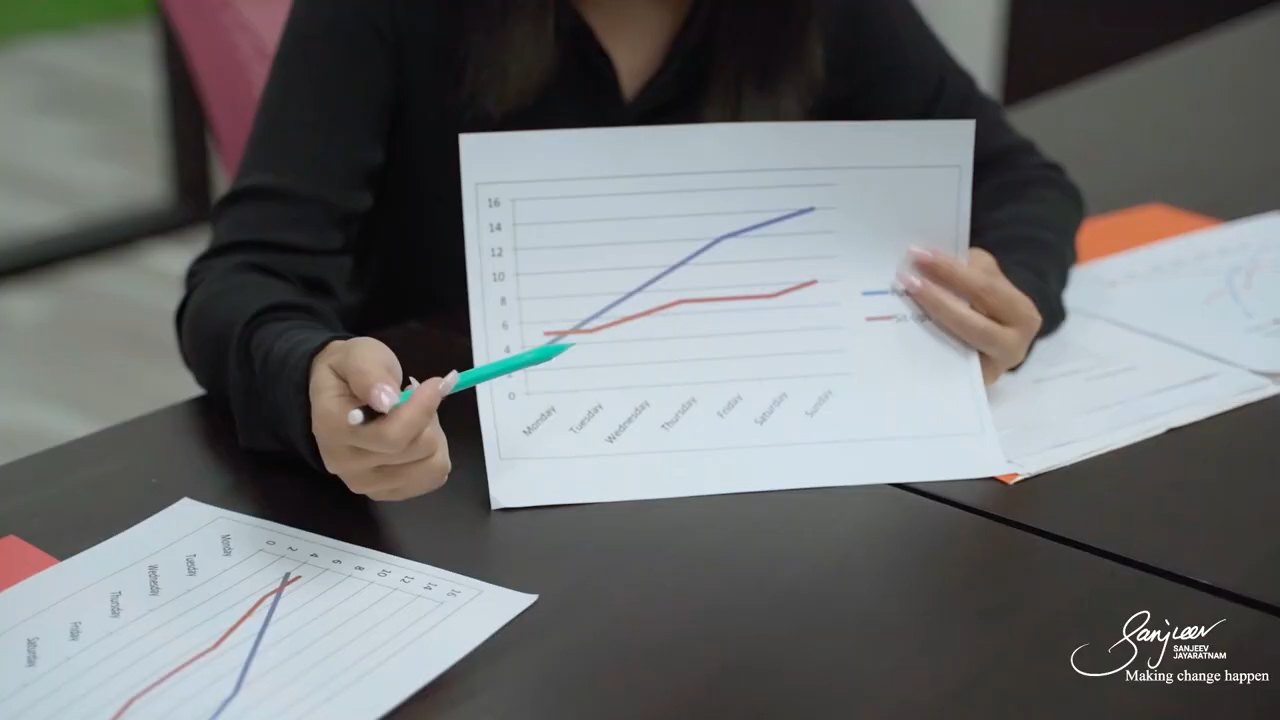 16
14
12
10
8
6
4
0
Monday
Tuesday
Wednesday
Thursday
Friday
Saturday
Sunday
0
2
4
6
8
10
12
14
16
Monday
Tuesday
Wednesday
Thursday
Friday
Saturday
Sanjeev
SANJEEV
JAYARATNAM
Making change happen